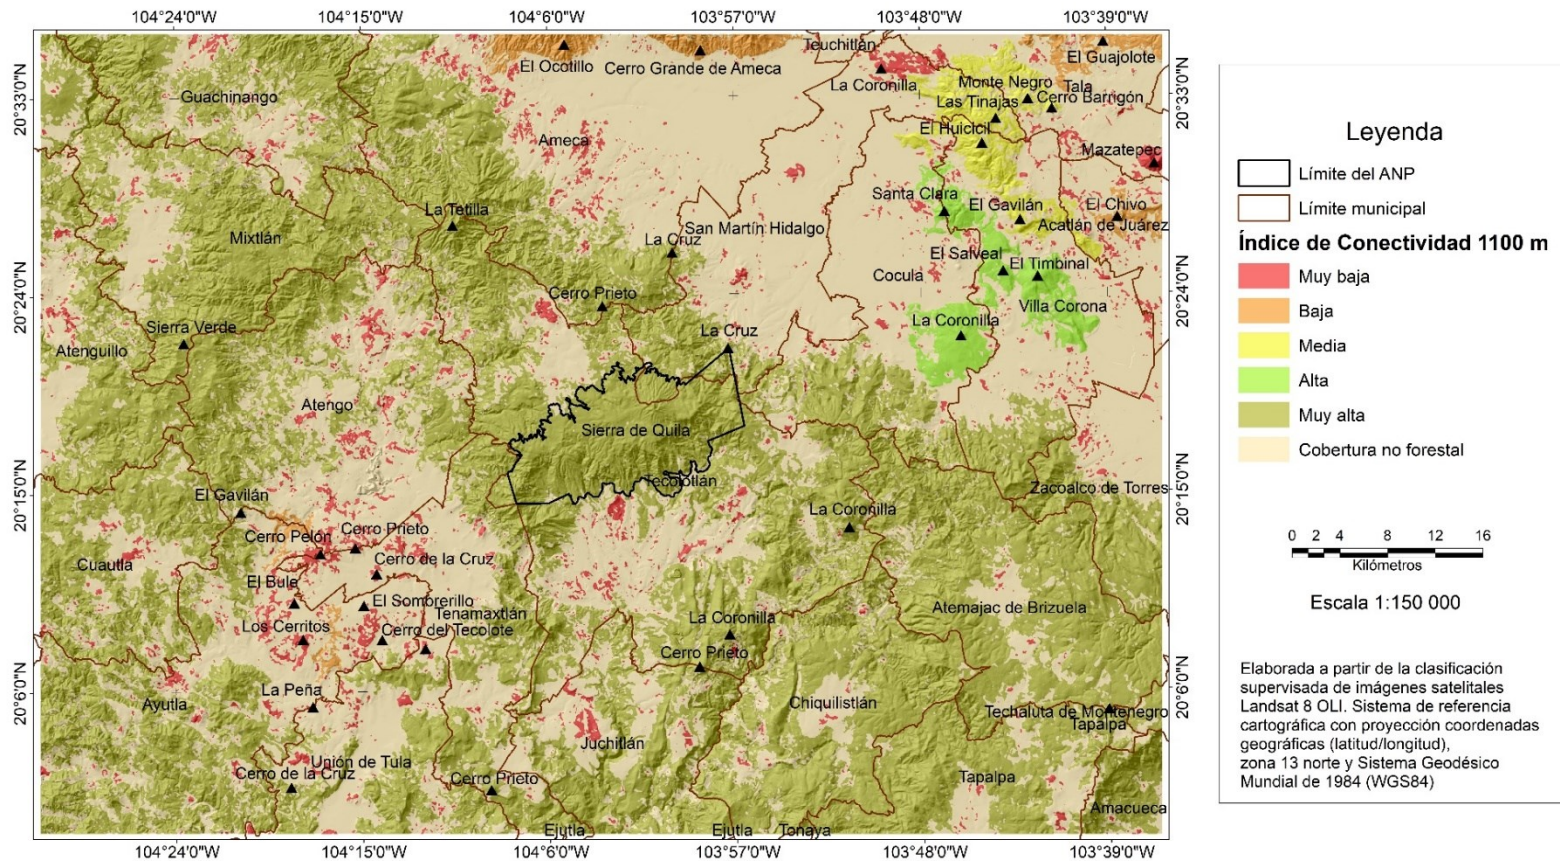 104°24'0"W
104°15'0"W
104°6'0"W
103°57'0"W
103°48'0"W
103°39'0"W
Teuchitlán
El Ocotillo
Cerro Grande de Ameca
El Guajolote
La Coronilla
Monte Negro
Tala
20°33'0"N
Guachinango
Las Tinajas
Cerro Barrigón
20°33'0"N
Ameca
El Huicicil
Mazatepec
La Tetilla
Santa Clara
El Gavilán
El Chivo
Mixtlán
La Cruz
San Martín Hidalgo
Acatlán de Juárez
El Salveal
El Timbinal
20°24'0"N
Cocula
20°24'0"N
Cerro Prieto
Villa Corona
Sierra Verde
La Cruz
La Coronilla
Atenguillo
Atengo
Sierra de Quila
Tecolotlán
Zacoalco de Torres
20°15'0"N
El Gavilán
La Coronilla
20°15'0"N
Cerro Pelón
Cerro Prieto
Cuautla
Cerro de la Cruz
El Bule
El Sombrerillo
Tenamaxtlán
Atemajac de Brizuela
Los Cerritos
Cerro del Tecolote
La Coronilla
Cerro Prieto
20°6'0"N
La Peña
20°6'0"N
Ayutla
Chiquilistlán
Techaluta de Montenegro
Tapalpa
Juchitlán
Unión de Tula
Cerro de la Cruz
Cerro Prieto
Tapalpa
Amacueca
Ejutla
Ejutla
Tonaya
104°24'0"W
104°15'0"W
104°6'0"W
103°57'0"W
103°48'0"W
103°39'0"W
Leyenda
Límite del ANP
Límite municipal
Índice de Conectividad 1100 m
Muy baja
Baja
Media
Alta
Muy alta
Cobertura no forestal
0 2 4 8 12 16
Kilómetros
Escala 1:150 000
Elaborada a partir de la clasificación
supervisada de imágenes satelitales
Landsat 8 OLI. Sistema de referencia
cartográfica con proyección coordenadas
geográficas (latitud/longitud),
zona 13 norte y Sistema Geodésico
Mundial de 1984 (WGS84)